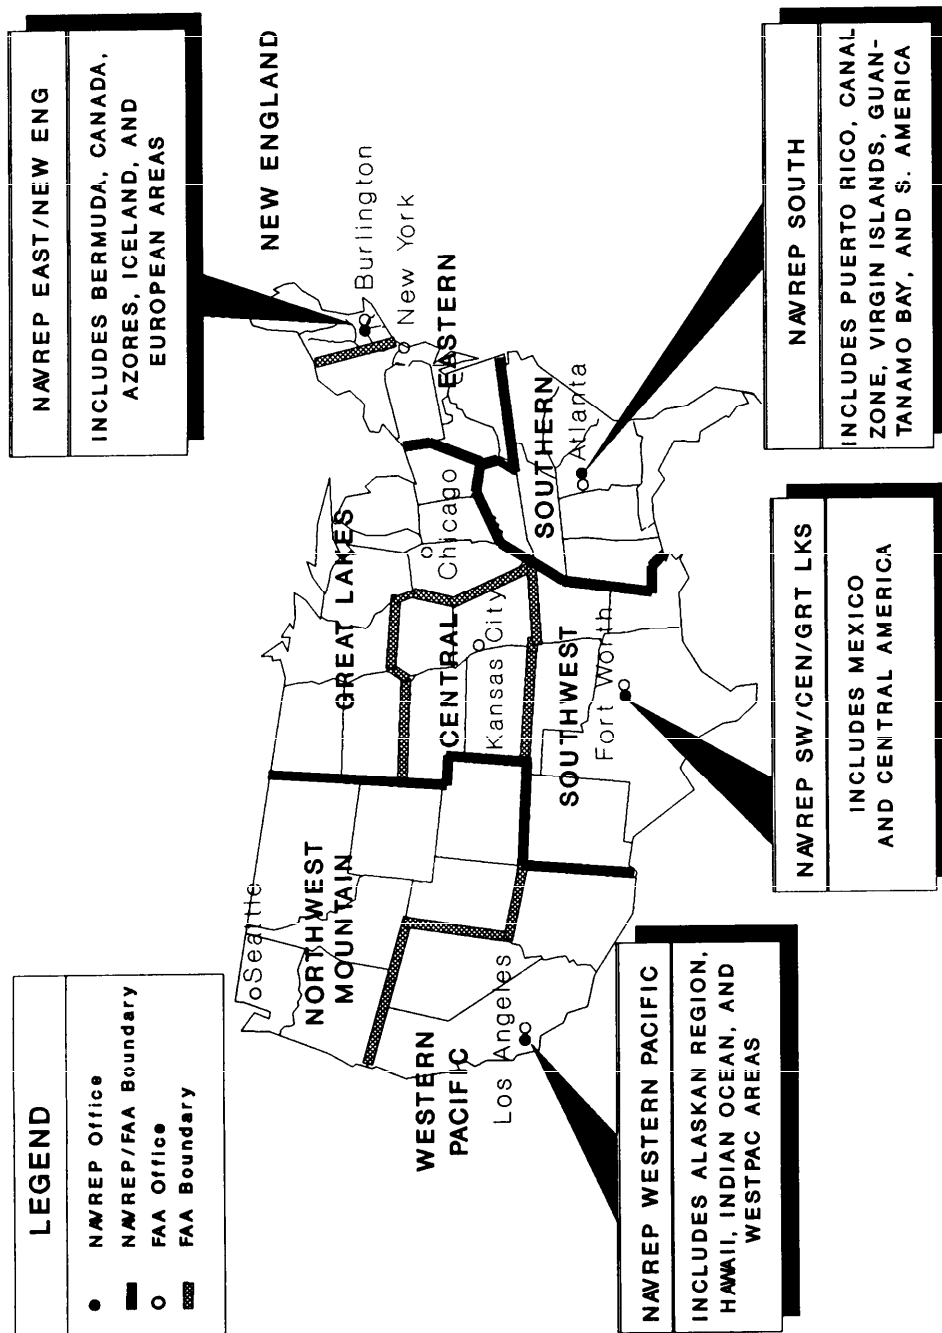 LEGEND
NAVREP Office
NAVREP/FAA Boundary
FAA Office
FAA Boundary
NAVREP EAST/NEW ENG
INCLUDES BERMUDA, CANADA,
AZORES, ICELAND, AND
EUROPEAN AREAS
NEW ENGLAND
Seattle
NORTHWEST
MOUNTAIN
GREAT LAKES
Burlington
New York
EASTERN
WESTERN
PACIFIC
Los Angeles
CENTRAL
Kansas City
Chicago
SOUTHWEST
Fort Worth
SOUTHERN
Atlanta
NAVREP WESTERN PACIFIC
INCLUDES ALASKAN REGION,
HAWAII, INDIAN OCEAN, AND
WESTPAC AREAS
NAVREP SW/CEN/GRT LKS
INCLUDES MEXICO
AND CENTRAL AMERICA
NAVREP SOUTH
INCLUDES PUERTO RICO, CANAL
ZONE, VIRGIN ISLANDS, GUAN-
TANAMO BAY, AND S. AMERICA